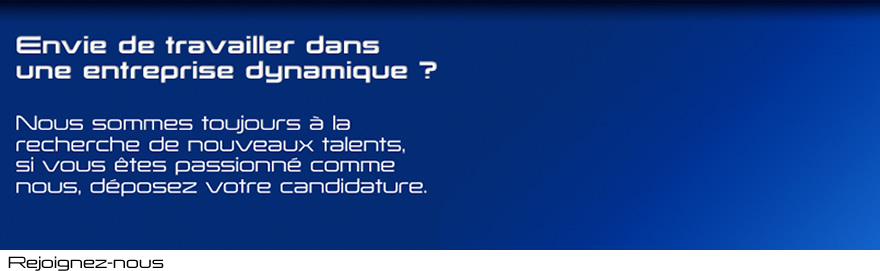 Envie de travailler dans
une entreprise dynamique ?
Nous sommes toujours à la
recherche de nouveaux talents,
si vous êtes passionné comme
nous, déposez votre candidature.
Rejoignez-nous